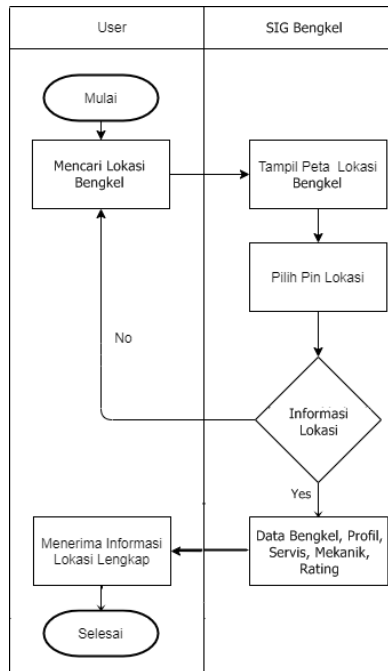 User
SIG Bengkel
Mulai
Mencari Lokasi
Bengkel
Tampil Peta Lokasi
Bengkel
Pilih Pin Lokasi
No
Informasi
Lokasi
Yes
Data Bengkel, Profil,
Servis, Mekanik,
Rating
Menerima Informasi
Lokasi Lengkap
Selesai